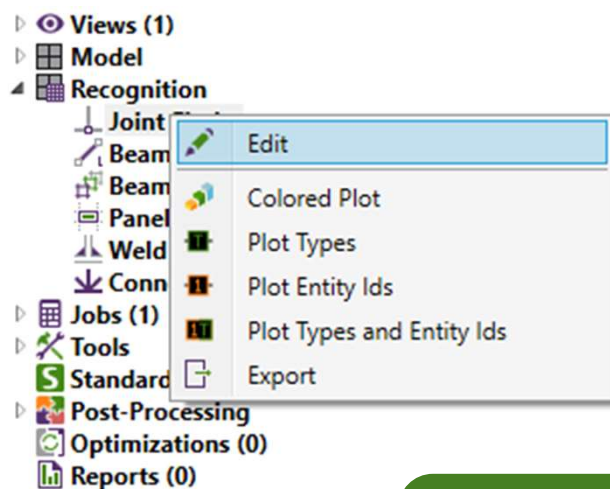 Views (1)
Model
Recognition
Joint
Beam
Beam
Panel
Weld
Conn
Jobs (1)
Tools
Standard
Post-Processing
Optimizations (0)
Reports (0)
Edit
Colored Plot
Plot Types
Plot Entity Ids
Plot Types and Entity Ids
Export